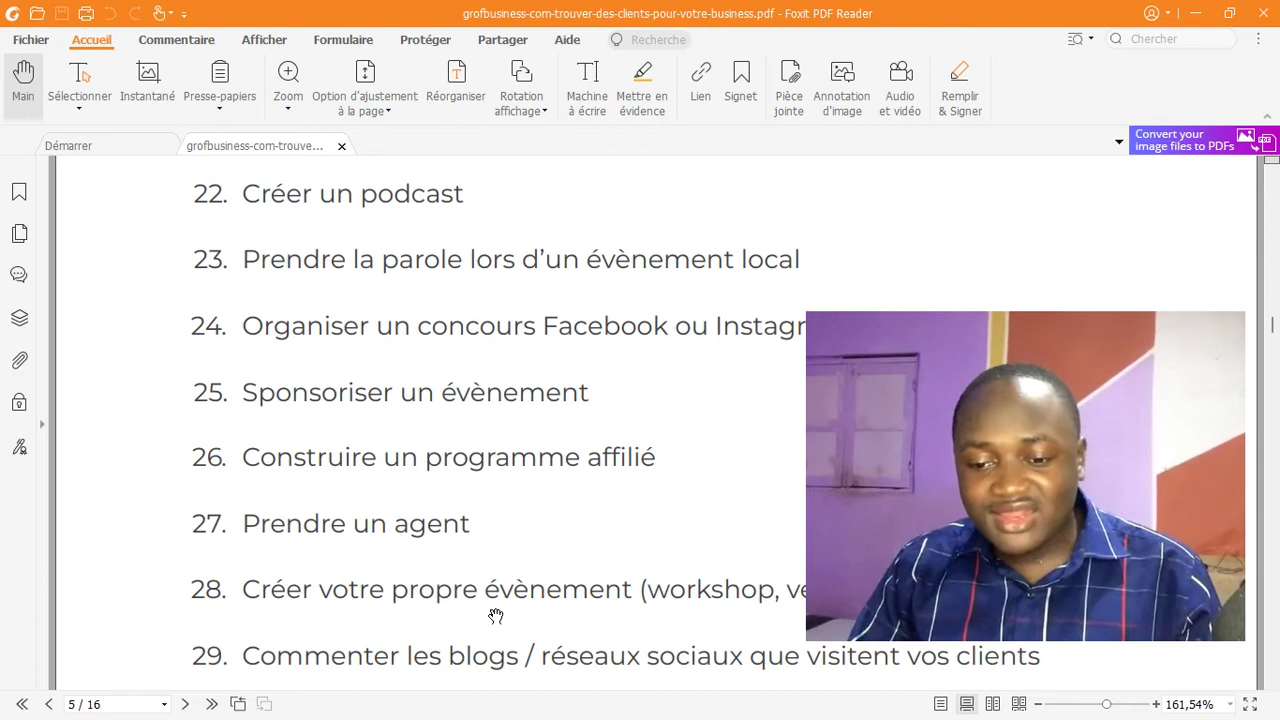 grofbusiness-com-trouver-des-clients-pour-votre-business.pdf - Foxit PDF Reader
Fichier Accueil Commentaire Afficher Formulaire Protéger Partager Aide Recherche Chercher
Main Sélectionner Instantané Presse-papiers Zoom Option d'ajustement à la page Réorganiser Rotation affichage Machine à écrire Mettre en évidence Lien Signet Pièce jointe Annotation d'image Audio et vidéo Remplir & Signer
Démarrer grofbusiness-com-trouve... Convert your
image files to PDFs
22. Créer un podcast
23. Prendre la parole lors d’un évènement local
24. Organiser un concours Facebook ou Instagr
25. Sponsoriser un évènement
26. Construire un programme affilié
27. Prendre un agent
28. Créer votre propre évènement (workshop, ve
29. Commenter les blogs / réseaux sociaux que visitent vos clients
5 / 16 161,54%